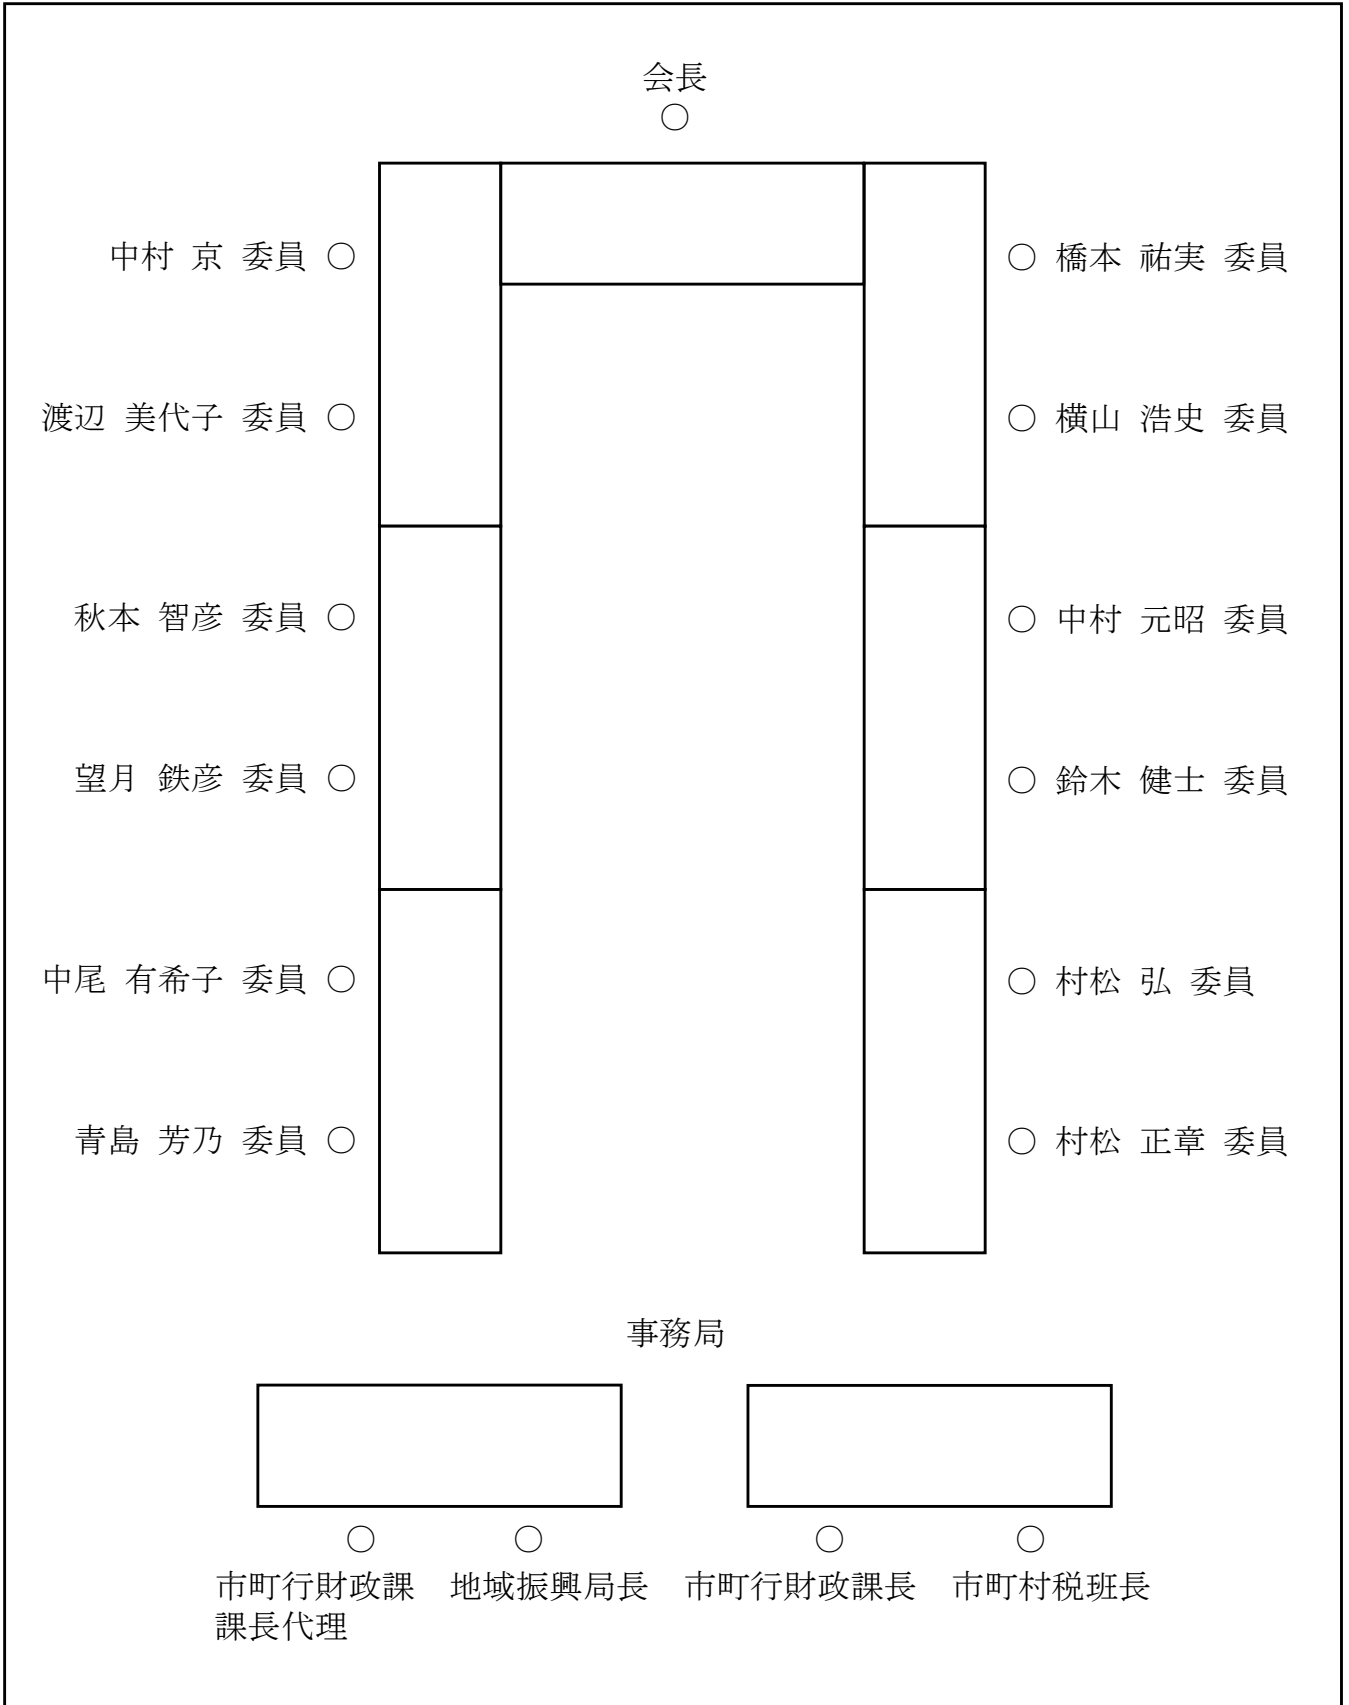 会長
○
中村 京 委員 ○
○ 橋本 祐実 委員
渡辺 美代子 委員 ○
○ 横山 浩史 委員
秋本 智彦 委員 ○
○ 中村 元昭 委員
望月 鉄彦 委員 ○
○ 鈴木 健士 委員
中尾 有希子 委員 ○
○ 村松 弘 委員
青島 芳乃 委員 ○
○ 村松 正章 委員
事務局
○ ○ ○ ○
市町行財政課
課長代理
地域振興局長
市町行財政課長
市町村税班長